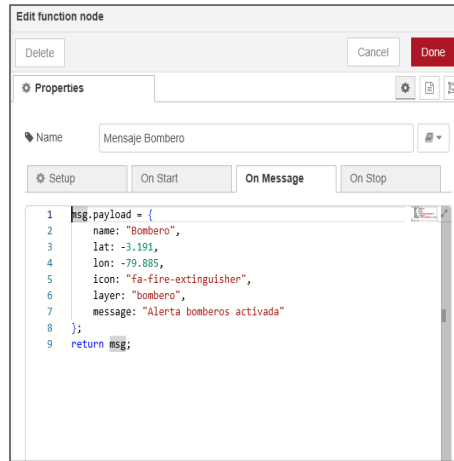 Edit function node
Delete Cancel Done
Properties
Name Mensaje Bombero
Setup On Start On Message On Stop
1 msg.payload = {
2 name: "Bombero",
3 lat: -3.191,
4 lon: -79.885,
5 icon: "fa-fire-extinguisher",
6 layer: "bombero",
7 message: "Alerta bomberos activada"
8 };
9 return msg;